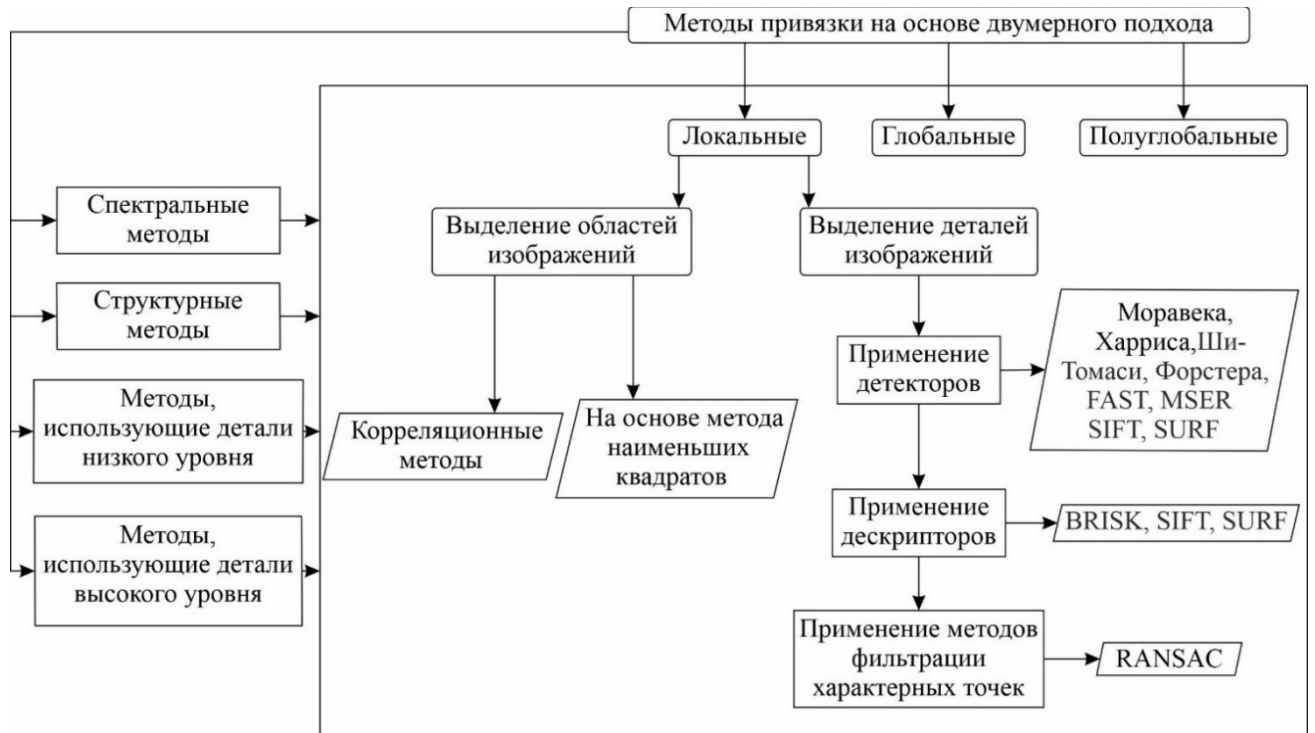 Методы привязки на основе двумерного подхода
Локальные
Глобальные
Полуглобальные
Спектральные
методы
Структурные
методы
Методы,
использующие детали
низкого уровня
Методы,
использующие детали
высокого уровня
Выделение областей
изображений
Выделение деталей
изображений
Корреляционные
методы
На основе метода
наименьших
квадратов
Применение
детекторов
Моравека,
Харриса,Ши-
Томаси, Форстера,
FAST, MSER
SIFT, SURF
Применение
дескрипторов
BRISK, SIFT, SURF
Применение методов
фильтрации
характерных точек
RANSAC